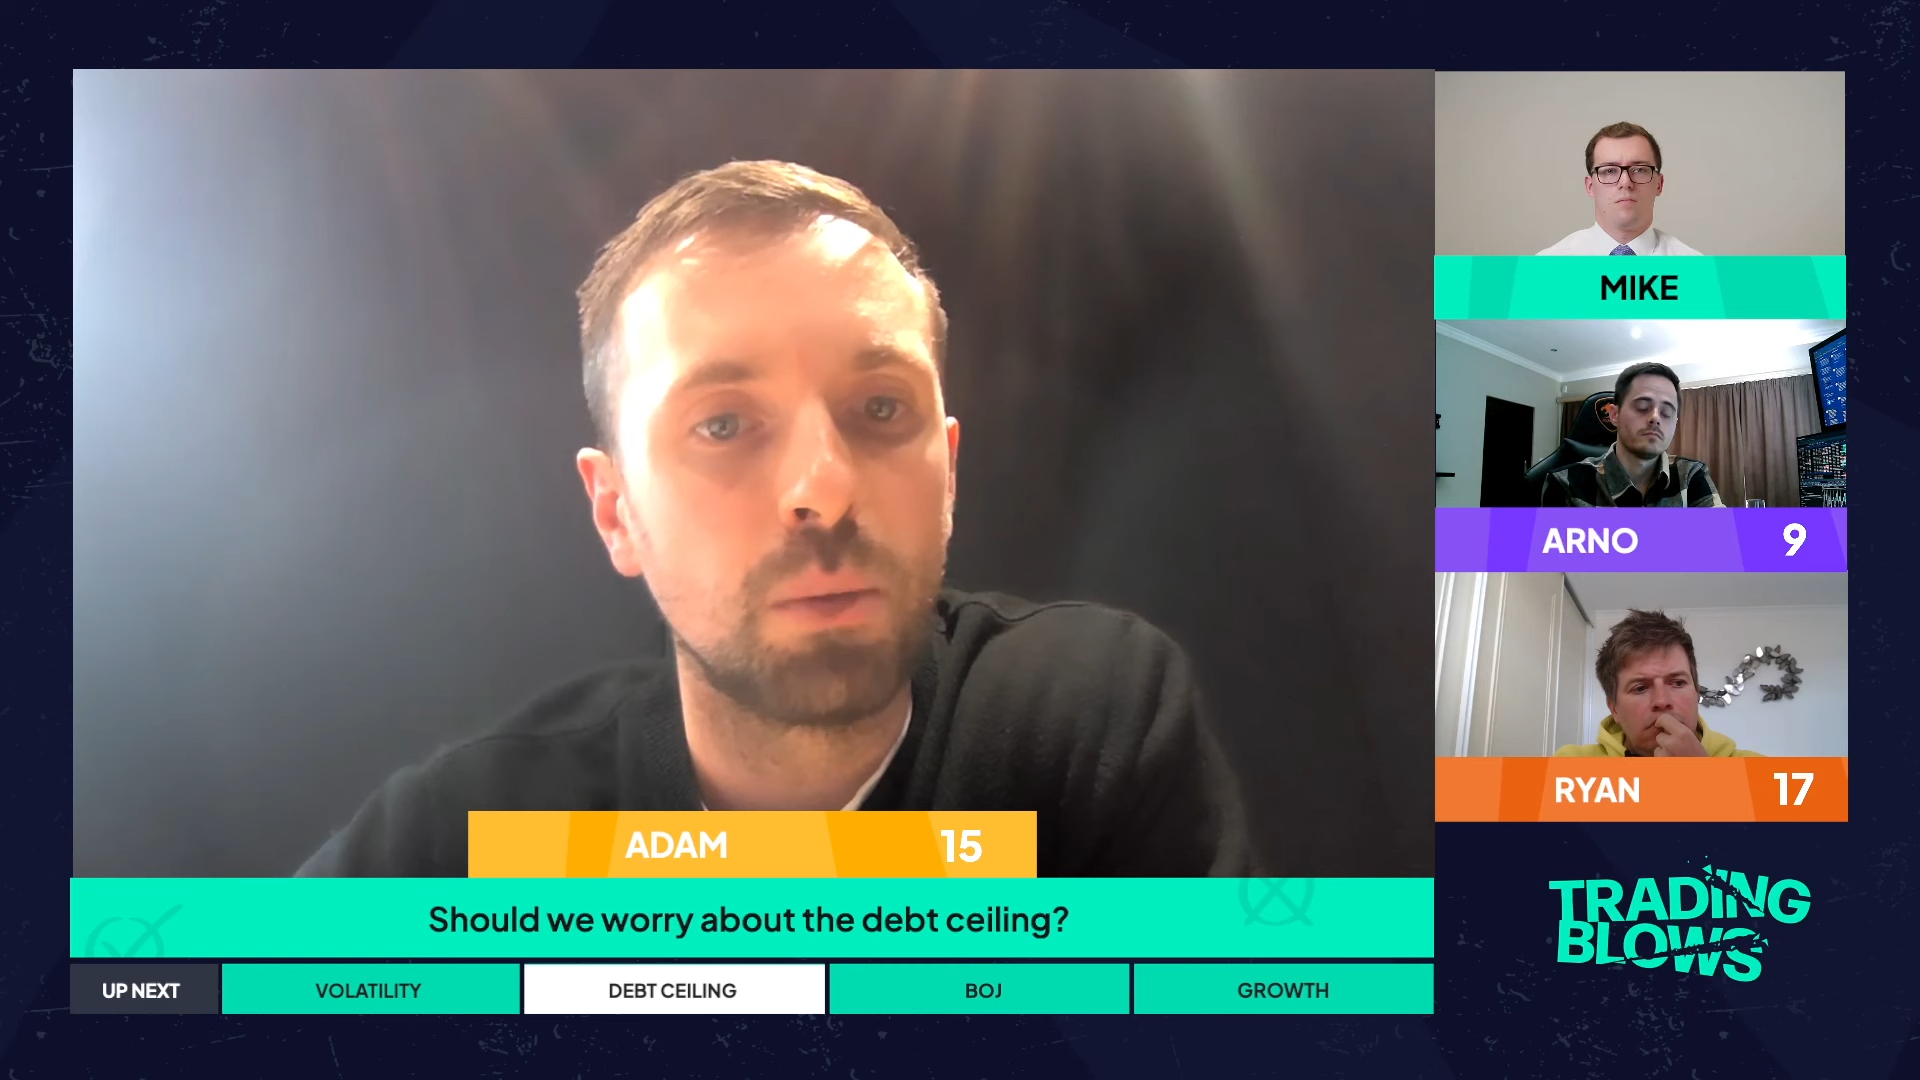 MIKE
ARNO 9
RYAN 17
ADAM 15
Should we worry about the debt ceiling?
UP NEXT VOLATILITY DEBT CEILING BOJ GROWTH
TRADING
BLOWS